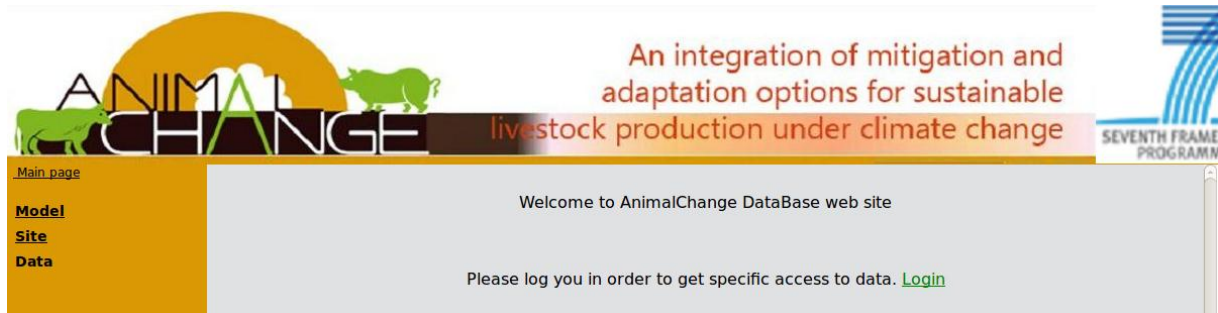 ANIMAL
CHANGE
An integration of mitigation and
adaptation options for sustainable
livestock production under climate change
SEVENTH FRAME
PROGRAMM
Main page
Model
Site
Data
Welcome to AnimalChange DataBase web site
Please log you in order to get specific access to data. Login